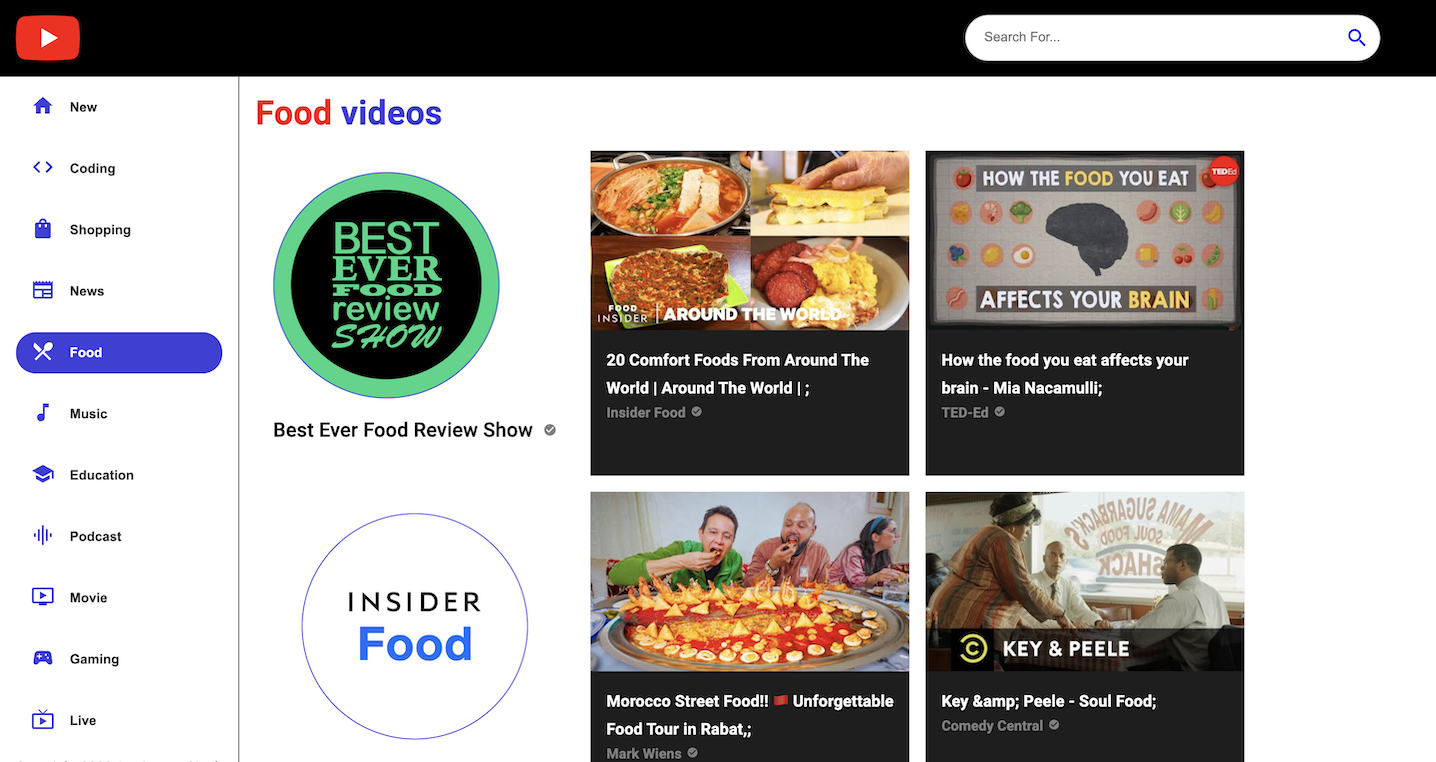 Search For...
New
Coding
Shopping
News
Food
Music
Education
Podcast
Movie
Gaming
Live
Food videos
BEST
EVER
FOOD
review
SHOW
Best Ever Food Review Show
FOOD
INSIDER
AROUND THE WORLD
20 Comfort Foods From Around The
World | Around The World | ;
Insider Food
HOW THE FOOD YOU EAT
TEDEd
AFFECTS YOUR BRAIN
How the food you eat affects your
brain - Mia Nacamulli;
TED-Ed
INSIDER
Food
Morocco Street Food!! Unforgettable
Food Tour in Rabat,;
Mark Wiens
MAMA SUGARBACK'S
SOUL FOOD
SHACK
KEY & PEELE
Key &amp; Peele - Soul Food;
Comedy Central